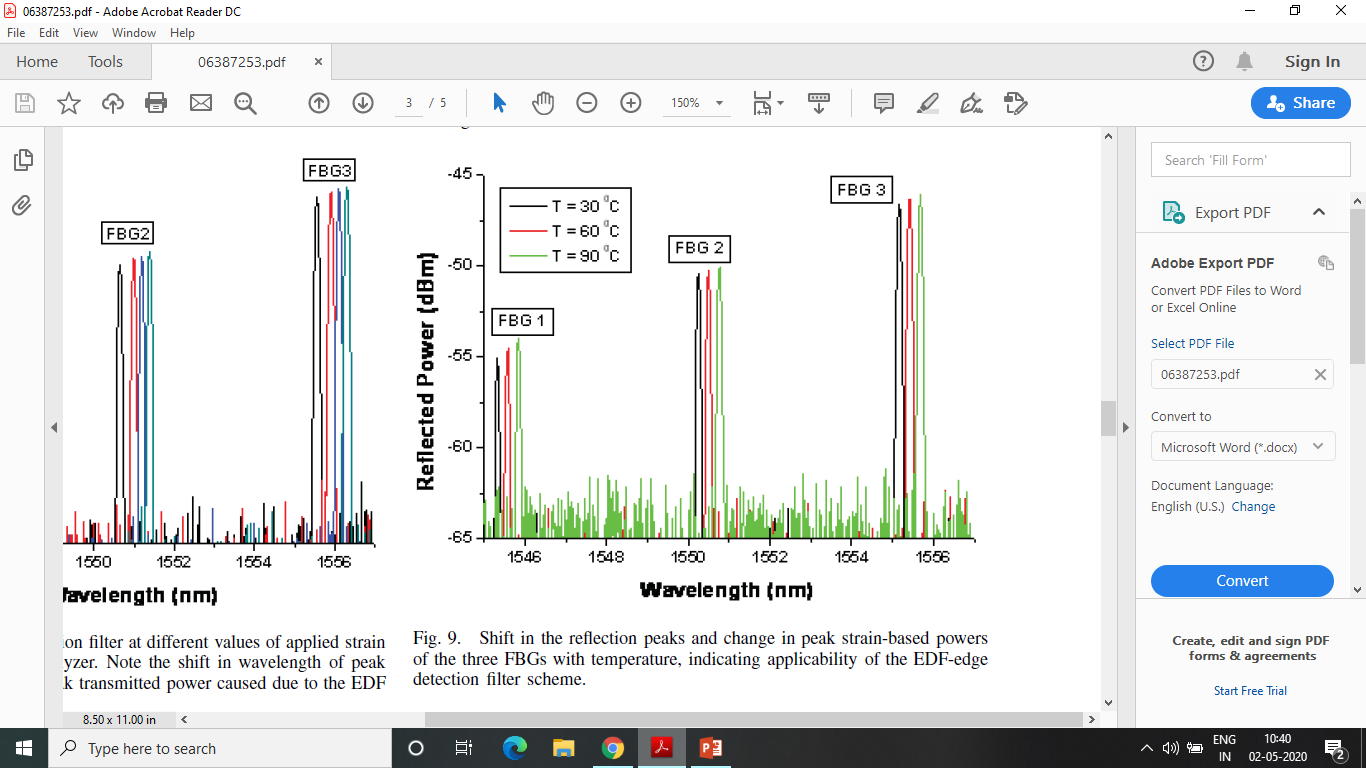 06387253.pdf - Adobe Acrobat Reader DC
File Edit View Window Help
Home Tools 06387253.pdf × Sign In
3 / 5 150% Share
FBG3
FBG2
1550 1552 1554 1556
Wavelength (nm)
ion filter at different values of applied strain
yzer. Note the shift in wavelength of peak
k transmitted power caused due to the EDF
Reflected Power (dBm)
-45
-50
-55
-60
-65
T = 30 °C
T = 60 °C
T = 90 °C
FBG 1
FBG 2
FBG 3
1546 1548 1550 1552 1554 1556
Wavelength (nm)
Fig. 9. Shift in the reflection peaks and change in peak strain-based powers
of the three FBGs with temperature, indicating applicability of the EDF-edge
detection filter scheme.
8.50 x 11.00 in
Search 'Fill Form'
Export PDF
Adobe Export PDF
Convert PDF Files to Word
or Excel Online
Select PDF File
06387253.pdf
Convert to
Microsoft Word (*.docx)
Document Language:
English (U.S.) Change
Convert
Create, edit and sign PDF
forms & agreements
Start Free Trial
Type here to search
ENG
IN
10:40
02-05-2020
2